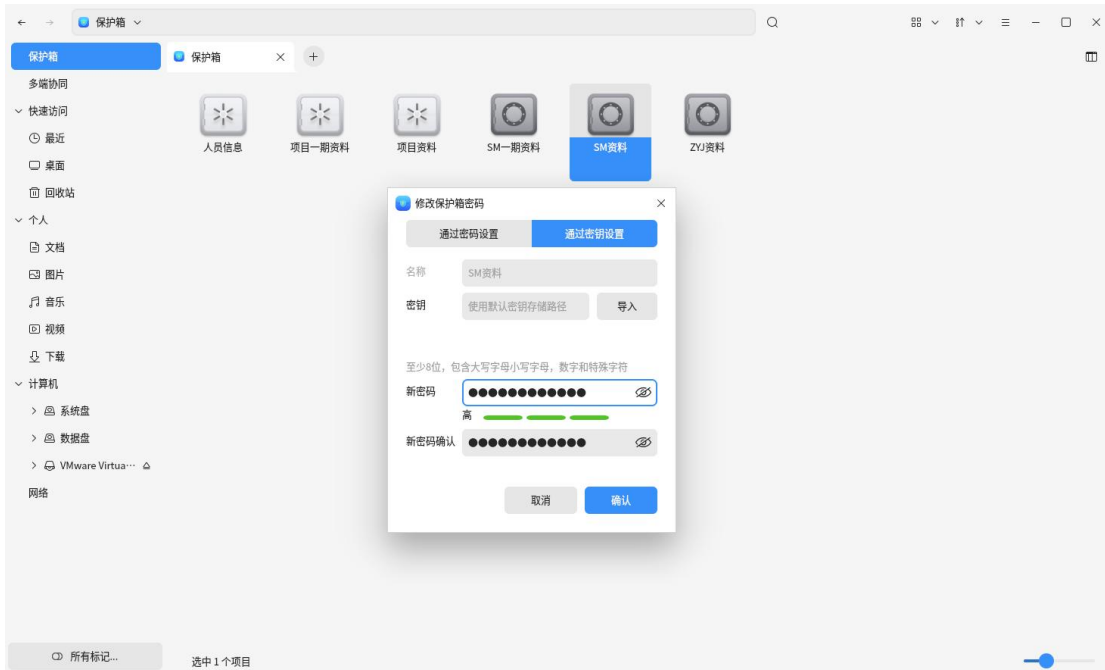 保护箱
保护箱
保护箱
多端协同
快速访问
最近
桌面
回收站
个人
文档
图片
音乐
视频
下载
计算机
系统盘
数据盘
VMware Virtua…
网络
所有标记...
人员信息
项目一期资料
项目资料
SM一期资料
SM资料
ZYJ资料
修改保护箱密码
通过密码设置
通过密钥设置
名称 SM资料
密钥 使用默认密钥存储路径 导入
至少8位，包含大写字母小写字母，数字和特殊字符
新密码
高
新密码确认
取消 确认
选中 1 个项目